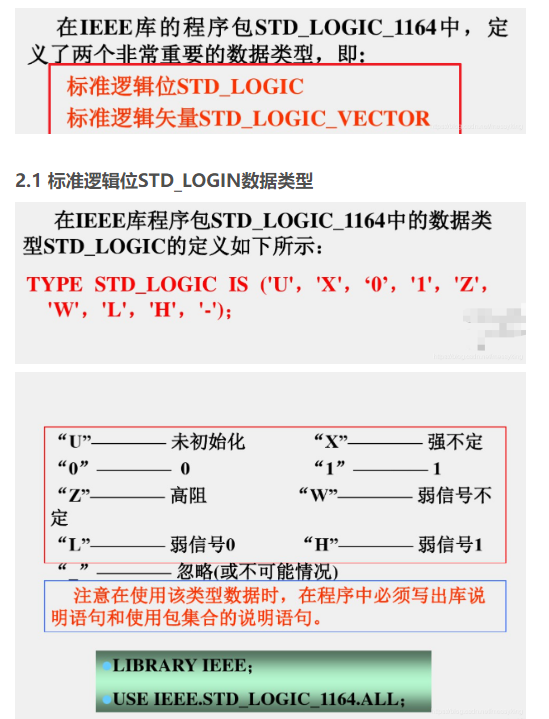 在IEEE库的程序包STD_LOGIC_1164中，定
义了两个非常重要的数据类型，即：
标准逻辑位STD_LOGIC
标准逻辑矢量STD_LOGIC_VECTOR
2.1 标准逻辑位STD_LOGIN数据类型
在IEEE库程序包STD_LOGIC_1164中的数据类
型STD_LOGIC的定义如下所示：
TYPE STD_LOGIC IS ('U'，'X'，‘0’，'1'，'Z'，
'W'，'L'，'H'，'-')；
“U”———— 未初始化 “X”———— 强不定
“0” ———— 0 “1” ———— 1
“Z”———— 高阻 “W”———— 弱信号不
定
“L”———— 弱信号0 “H”———— 弱信号1
“_” ———— 忽略(或不可能情况)
注意在使用该类型数据时，在程序中必须写出库说
明语句和使用包集合的说明语句。
LIBRARY IEEE；
USE IEEE.STD_LOGIC_1164.ALL；